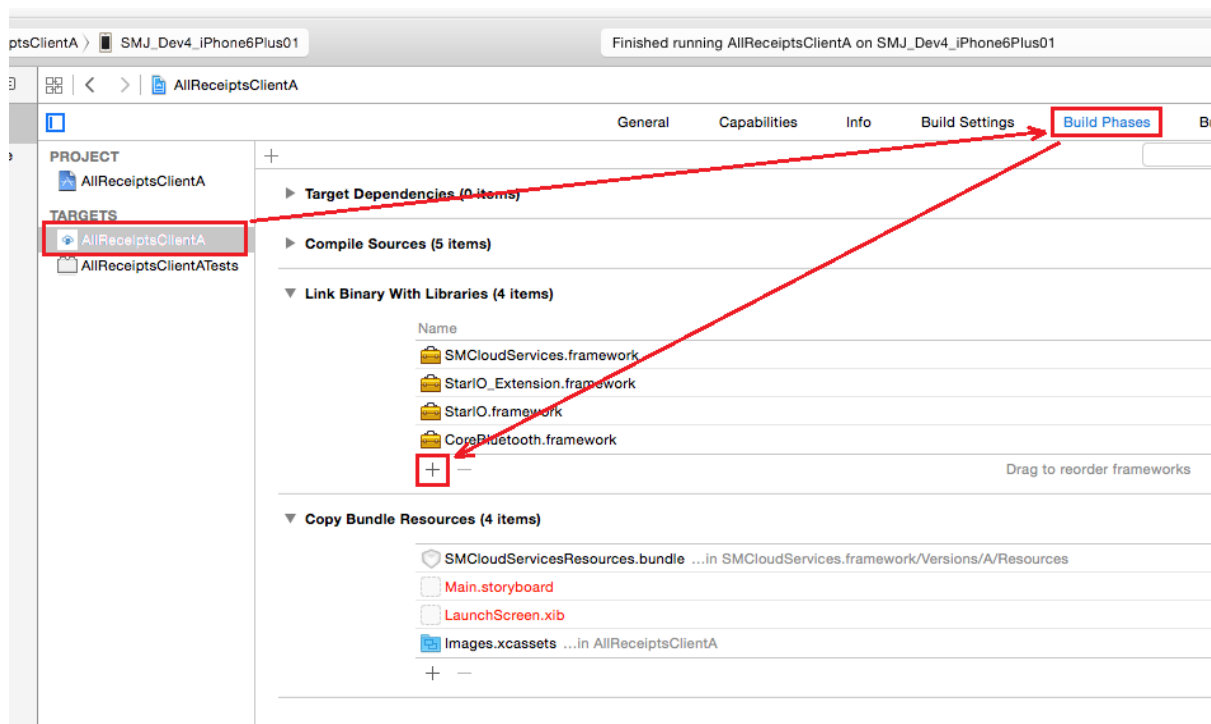 ptsClientA 〉 SMJ_Dev4_iPhone6Plus01
Finished running AllReceiptsClientA on SMJ_Dev4_iPhone6Plus01
AllReceiptsClientA
General Capabilities Info Build Settings Build Phases B
PROJECT
AllReceiptsClientA
TARGETS
AllReceiptsClientA
AllReceiptsClientATests
Target Dependencies (0 items)
Compile Sources (5 items)
Link Binary With Libraries (4 items)
Name
SMCloudServices.framework
StarIO_Extension.framework
StarIO.framework
CoreBluetooth.framework
Drag to reorder frameworks
Copy Bundle Resources (4 items)
SMCloudServicesResources.bundle ...in SMCloudServices.framework/Versions/A/Resources
Main.storyboard
LaunchScreen.xib
Images.xcassets ...in AllReceiptsClientA